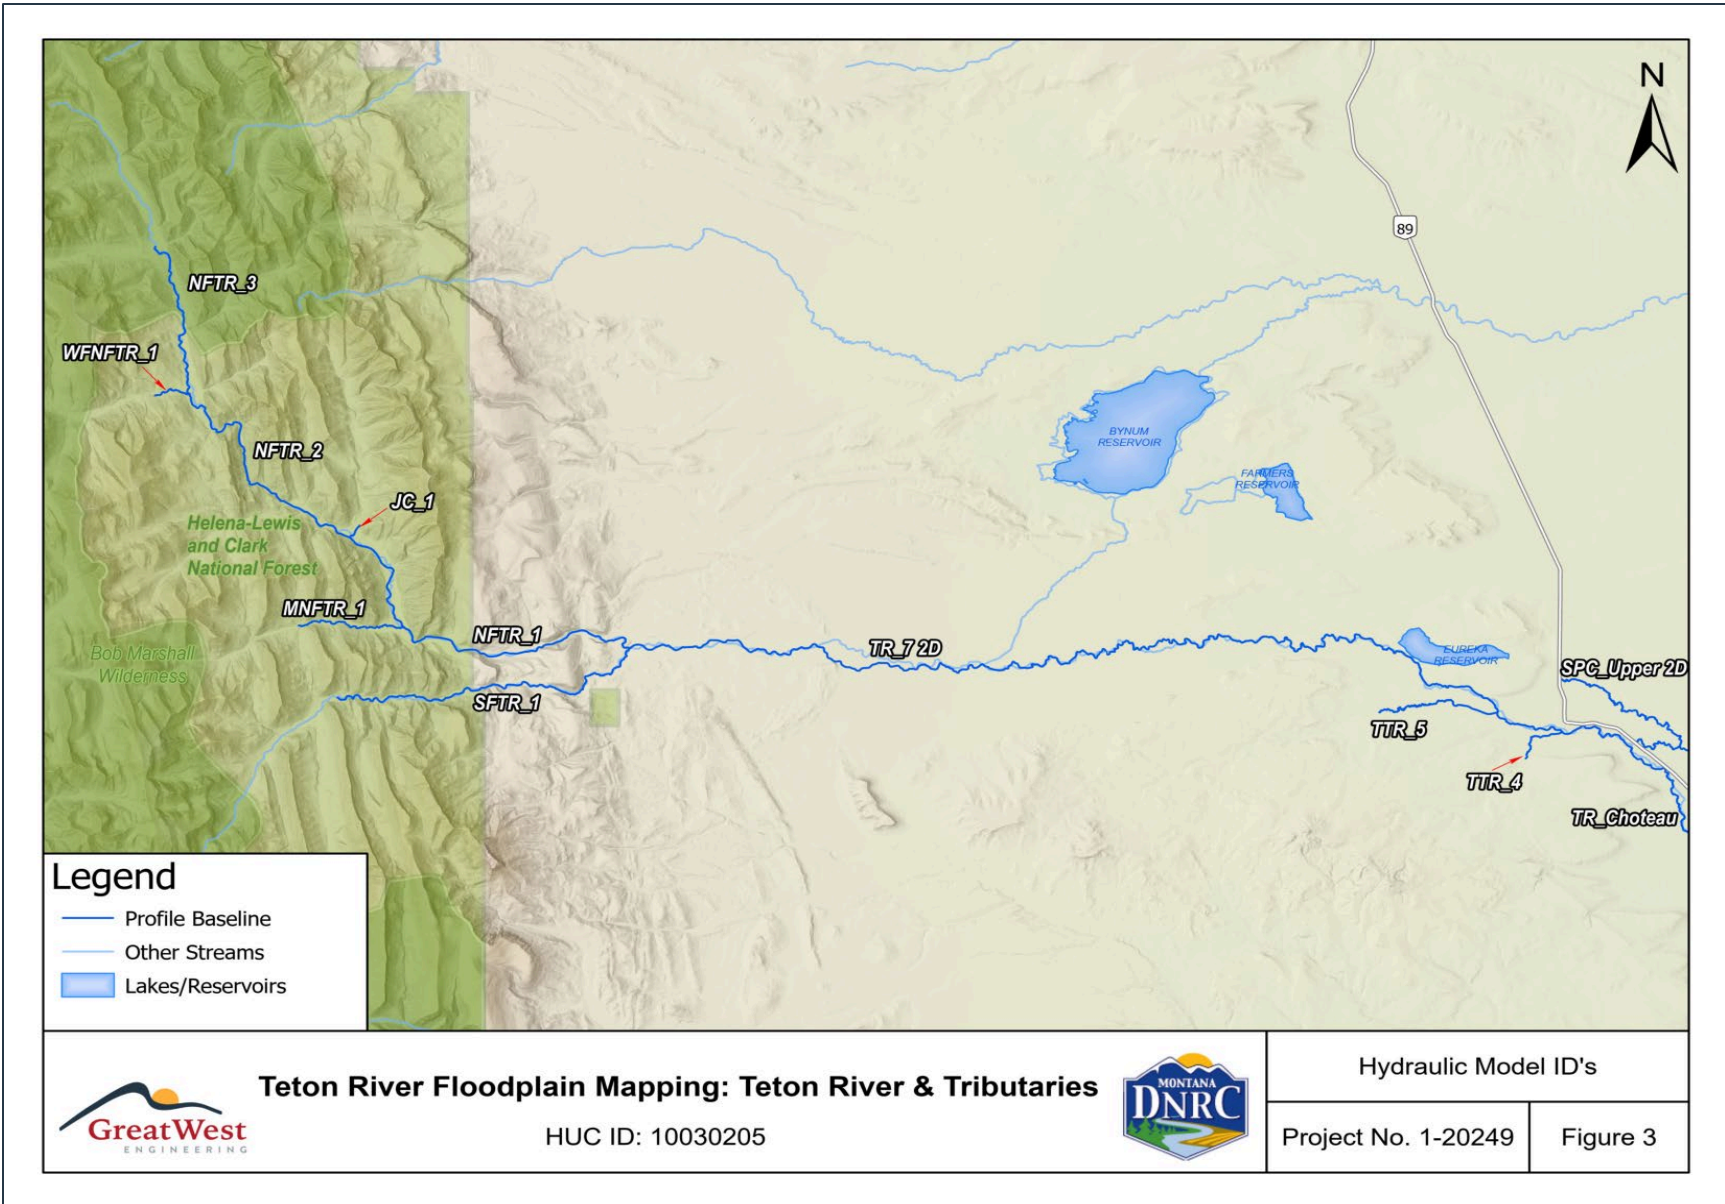 N
89
NFTR_3
WFNFTR_1
NFTR_2
JC_1
BYNUM
RESERVOIR
FARMERS
RESERVOIR
Helena-Lewis
and Clark
National Forest
MNFTR_1
NFTR_1
TR_7 2D
Bob Marshall
Wilderness
EUREKA
RESERVOIR
SPC_Upper 2D
SFTR_1
TTR_5
TTR_4
TR_Choteau
Legend
Profile Baseline
Other Streams
Lakes/Reservoirs
GreatWest
ENGINEERING
Teton River Floodplain Mapping: Teton River & Tributaries
HUC ID: 10030205
MONTANA
DNRC
Hydraulic Model ID's
Project No. 1-20249
Figure 3